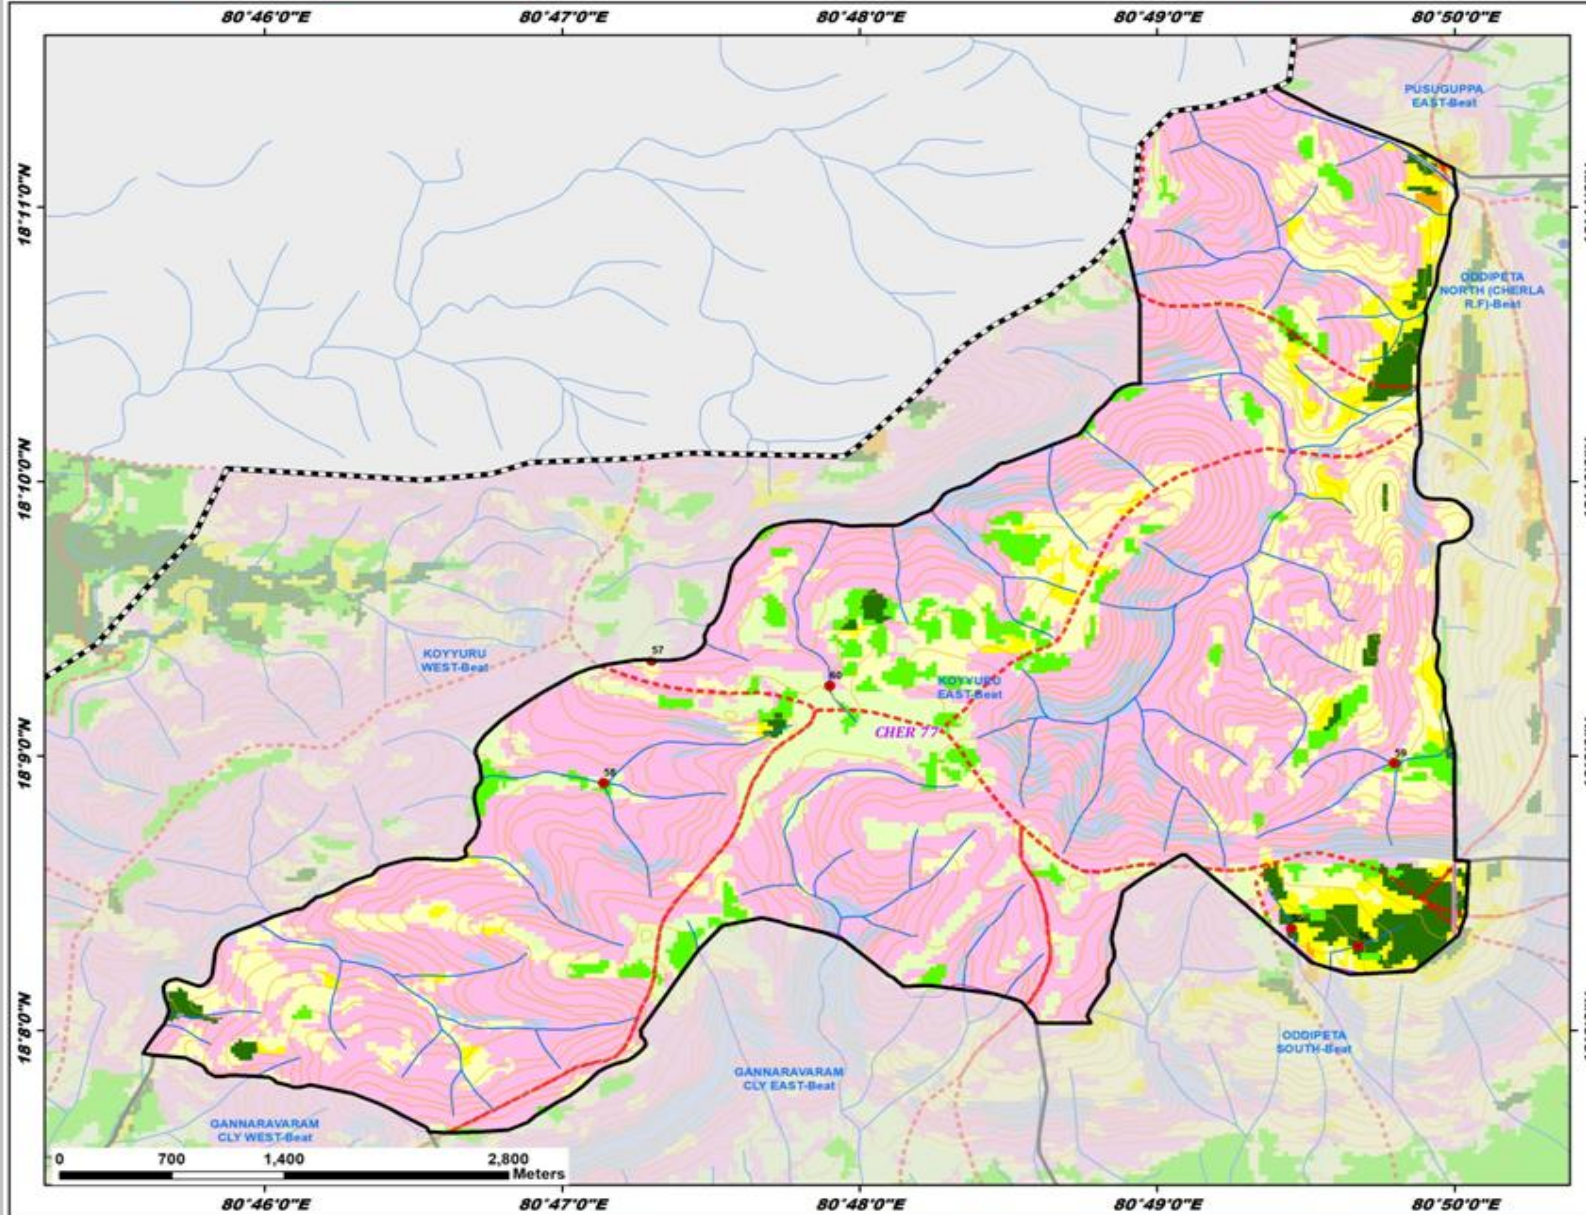 80°46'0"E 80°47'0"E 80°48'0"E 80°49'0"E 80°50'0"E
PUSUGUPPA
EAST-Beat
18°11'0"N
ODDIPETA
NORTH (CHERLA
R.F)-Beat
18°10'0"N
KOYYURU
WEST-Beat
57
60
KOYYURU
EAST-Beat
CHER 77
18°9'0"N
58
59
18°8'0"N
ODDIPETA
SOUTH-Beat
GANNARAVARAM
CLY EAST-Beat
GANNARAVARAM
CLY WEST-Beat
0 700 1,400 2,800
Meters
80°46'0"E 80°47'0"E 80°48'0"E 80°49'0"E 80°50'0"E